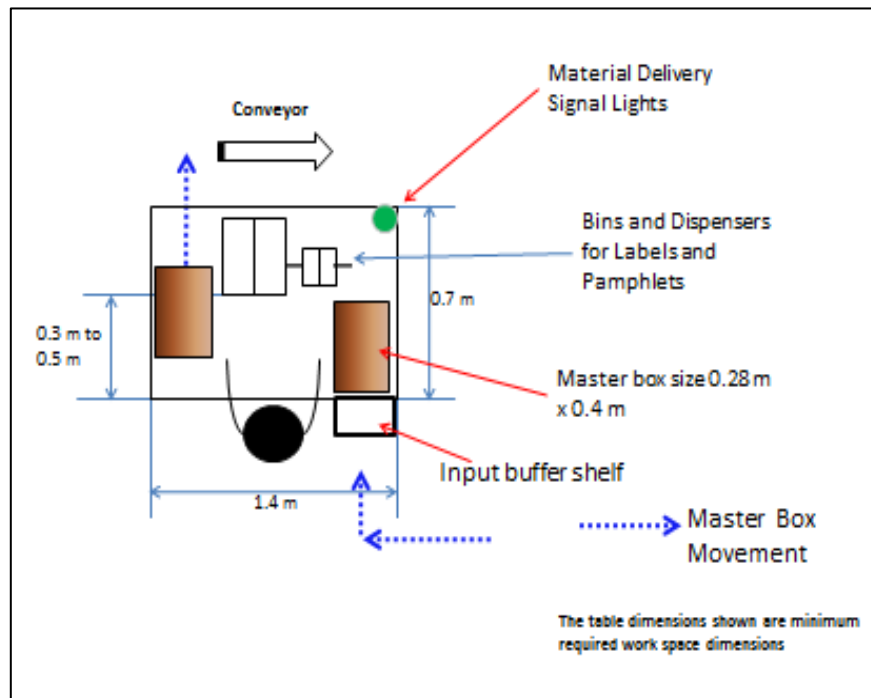 Material Delivery
Signal Lights
Conveyor
Bins and Dispensers
for Labels and
Pamphlets
0.7 m
0.3 m to
0.5 m
Master box size 0.28 m
x 0.4 m
Input buffer shelf
1.4 m
Master Box
Movement
The table dimensions shown are minimum
required work space dimensions